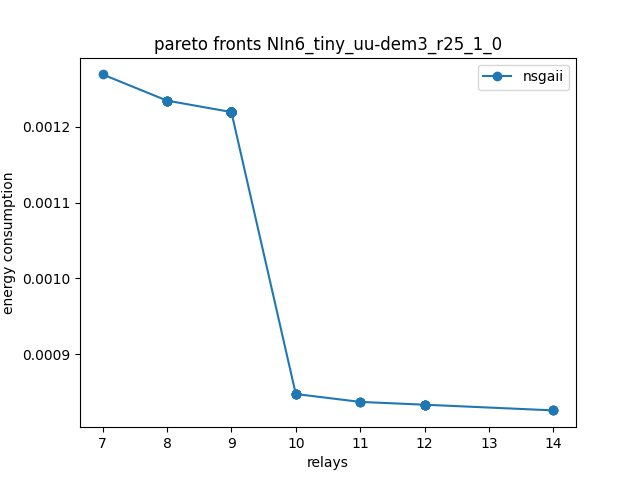 pareto fronts NIn6_tiny_uu-dem3_r25_1_0
nsgaii
0.0012
0.0011
0.0010
0.0009
energy consumption
7 8 9 10 11 12 13 14
relays